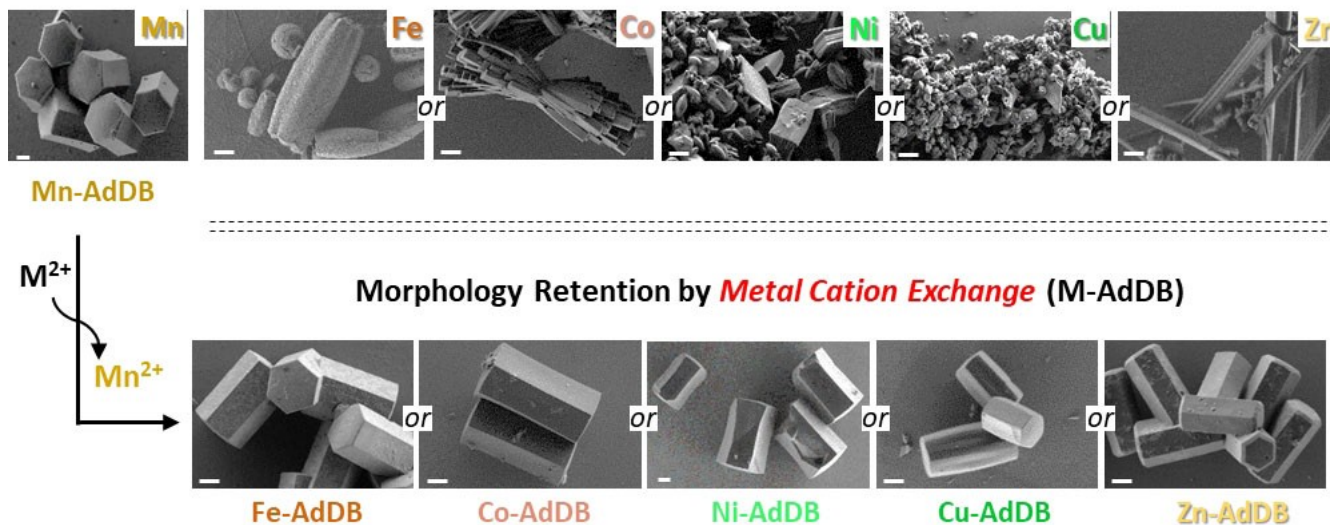 Mn Fe Co Ni Cu Zn
or or or or
Mn-AdDB
M²⁺
Morphology Retention by Metal Cation Exchange (M-AdDB)
Mn²⁺
or or or or
Fe-AdDB Co-AdDB Ni-AdDB Cu-AdDB Zn-AdDB